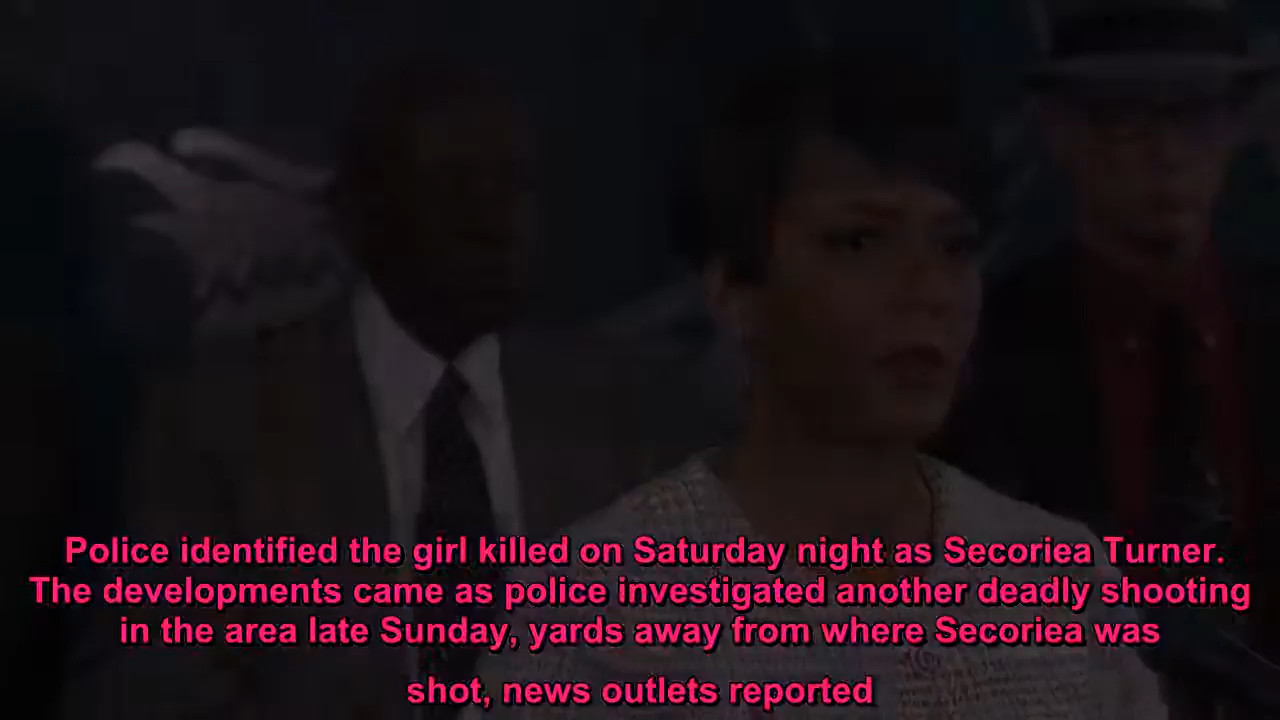 Police identified the girl killed on Saturday night as Secoriea Turner.
The developments came as police investigated another deadly shooting
in the area late Sunday, yards away from where Secoriea was
shot, news outlets reported